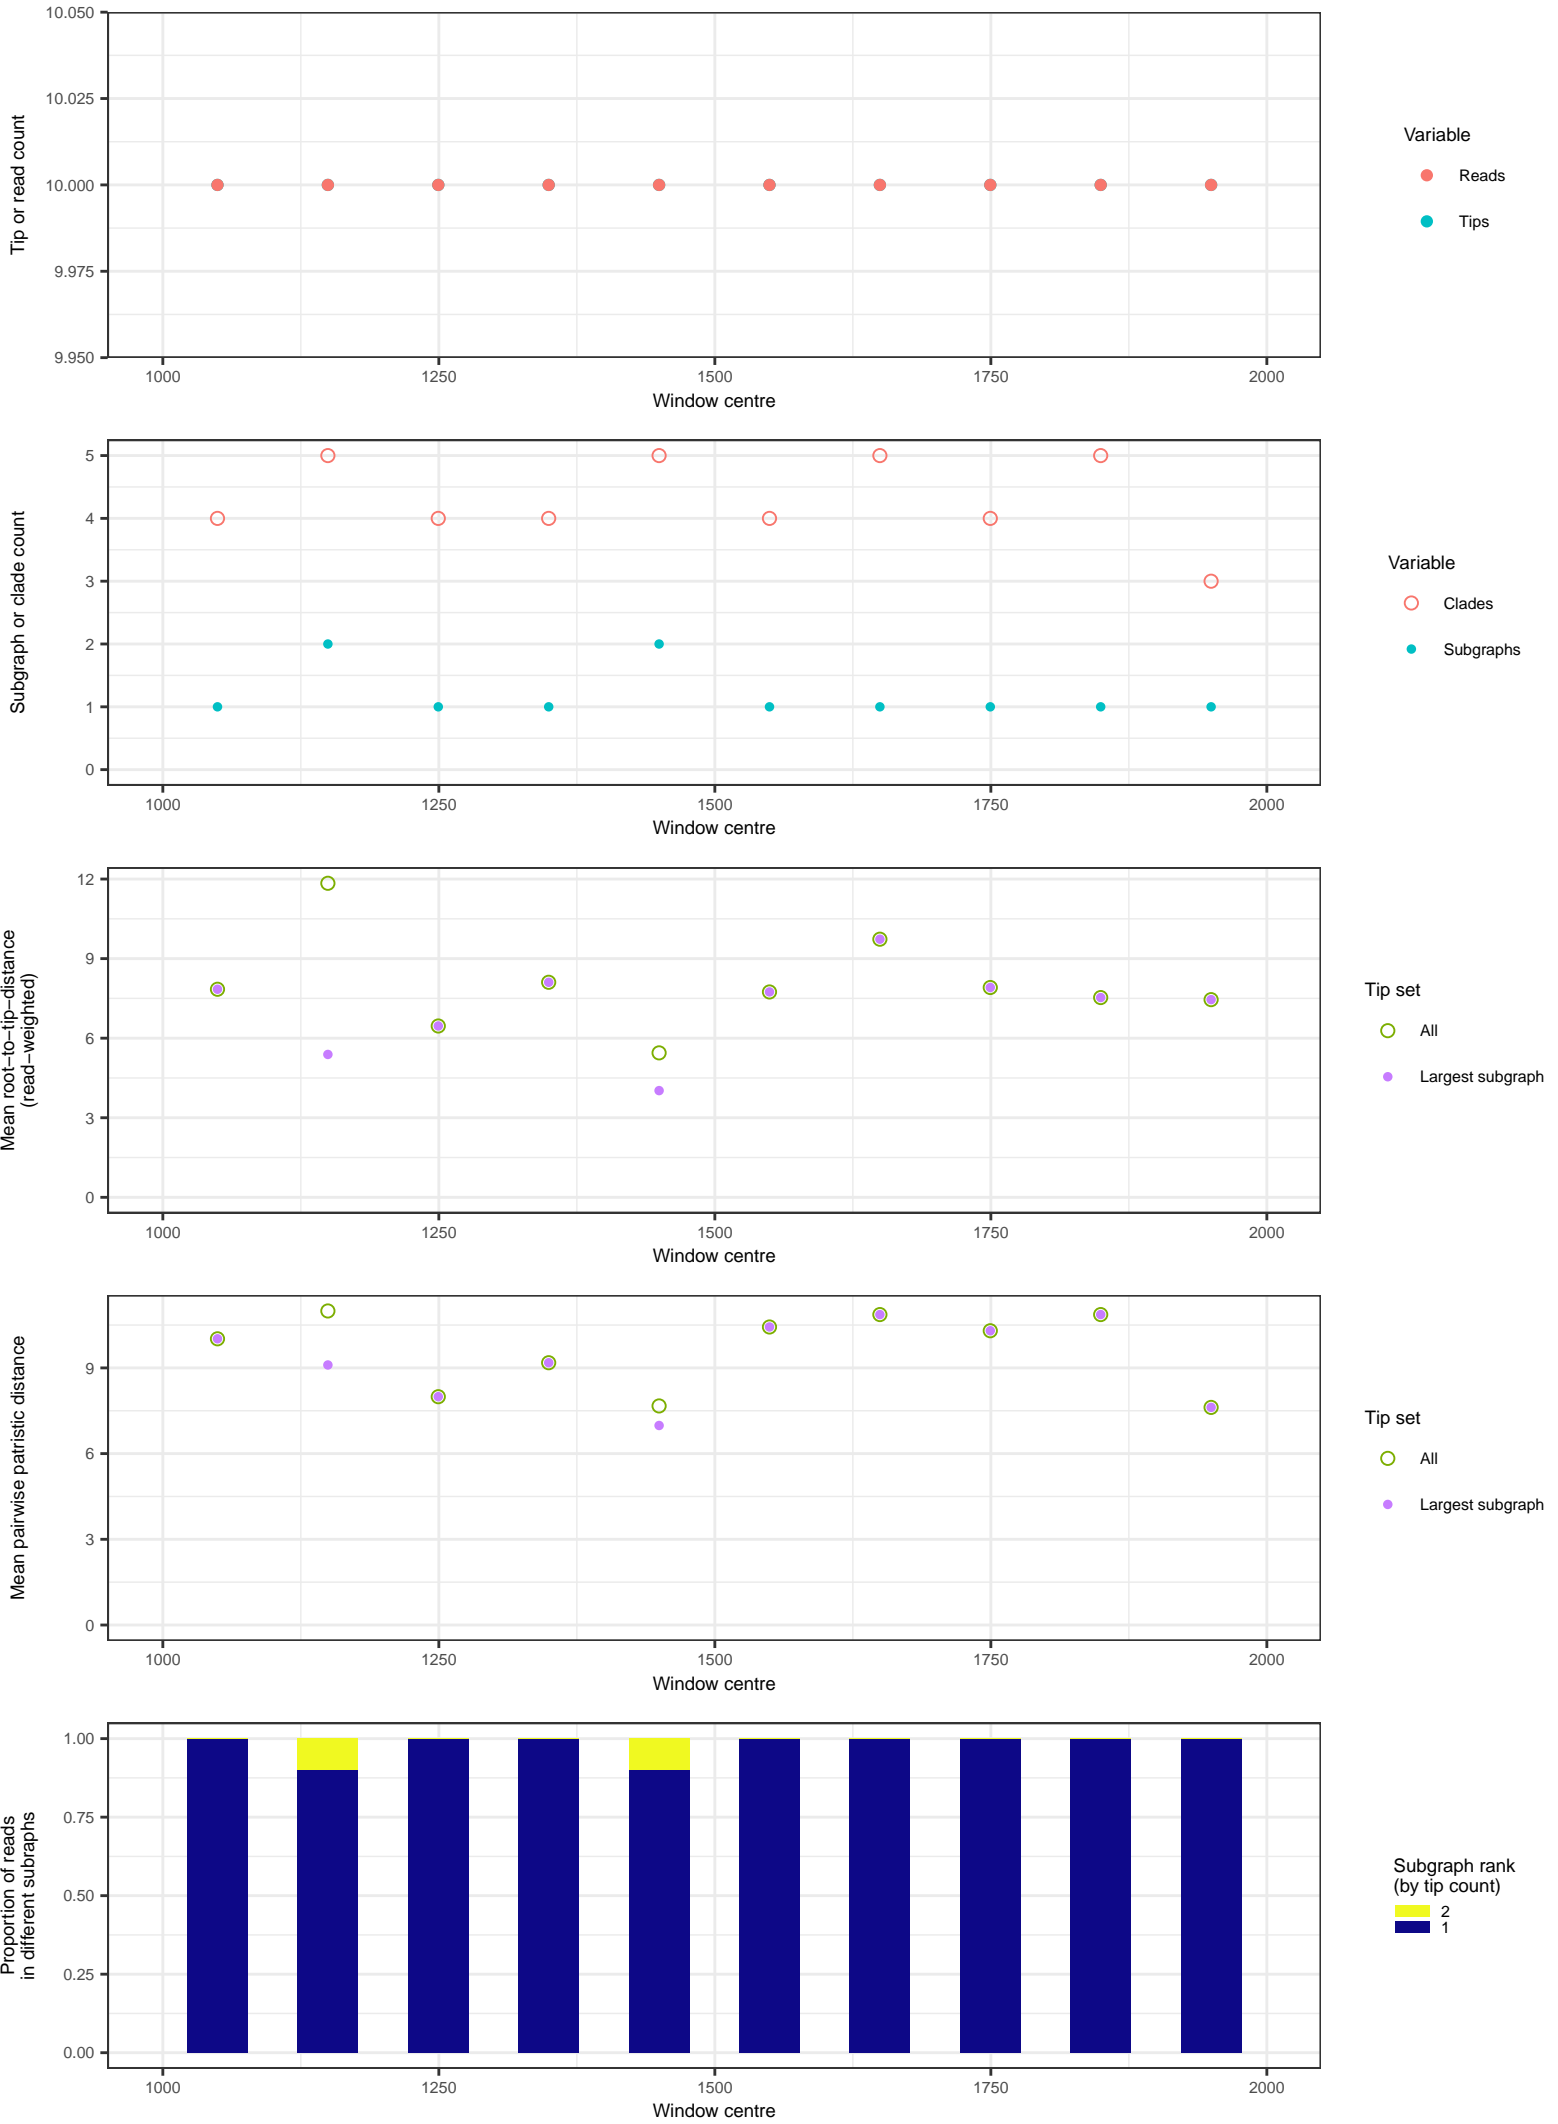 10.050
10.025
10.000
9.975
9.950
Tip or read count
1000 1250 1500 1750 2000
Window centre
Variable
Reads
Tips
5
4
3
2
1
0
Subgraph or clade count
1000 1250 1500 1750 2000
Window centre
Variable
Clades
Subgraphs
12
9
6
3
0
Mean root−to−tip−distance
(read−weighted)
1000 1250 1500 1750 2000
Window centre
Tip set
All
Largest subgraph
9
6
3
0
Mean pairwise patristic distance
1000 1250 1500 1750 2000
Window centre
Tip set
All
Largest subgraph
1.00
0.75
0.50
0.25
0.00
Proportion of reads
in different subraphs
1000 1250 1500 1750 2000
Window centre
Subgraph rank
(by tip count)
2
1